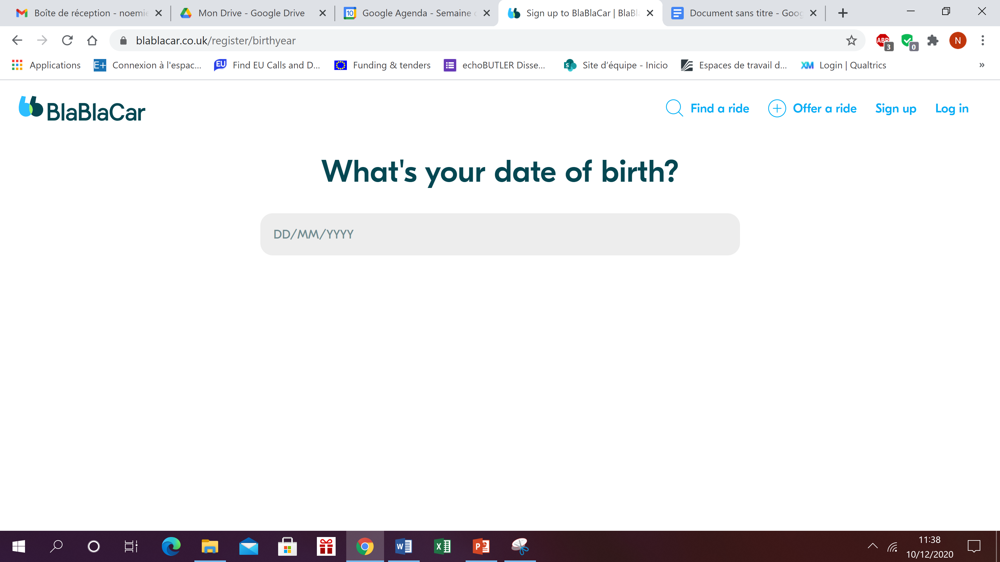 Boîte de réception - noemie
Mon Drive - Google Drive
10
Google Agenda - Semaine
Sign up to BlaBlaCar | BlaBla
Document sans titre - Goog
blablacar.co.uk/register/birthyear
ABP
3
0
N
Applications
E+
Connexion à l'espac...
EU
Find EU Calls and D...
Funding & tenders
echoBUTLER Disse...
S
Site d'équipe - Inicio
Espaces de travail d...
XM
Login | Qualtrics
»
BlaBlaCar
Find a ride
Offer a ride
Sign up
Log in
What's your date of birth?
DD/MM/YYYY
W
X
P
11:38
10/12/2020